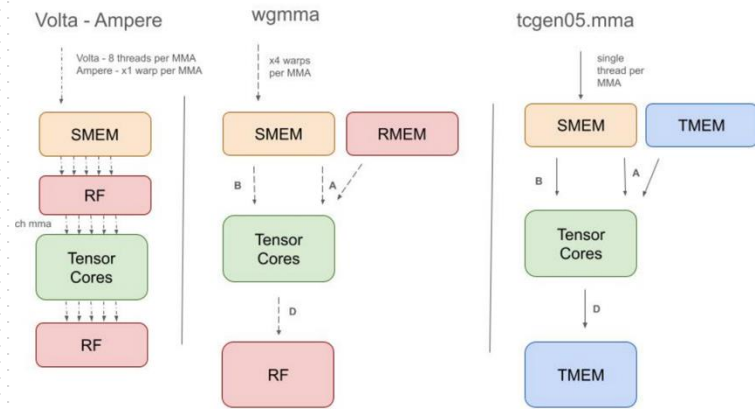 Volta - Ampere
Volta - 8 threads per MMA
Ampere - x1 warp per MMA
SMEM
RF
ch mma
Tensor
Cores
RF
wgmma
x4 warps
per MMA
SMEM
RMEM
B
A
Tensor
Cores
D
RF
tcgen05.mma
single
thread per
MMA
SMEM
TMEM
B
A
Tensor
Cores
D
TMEM